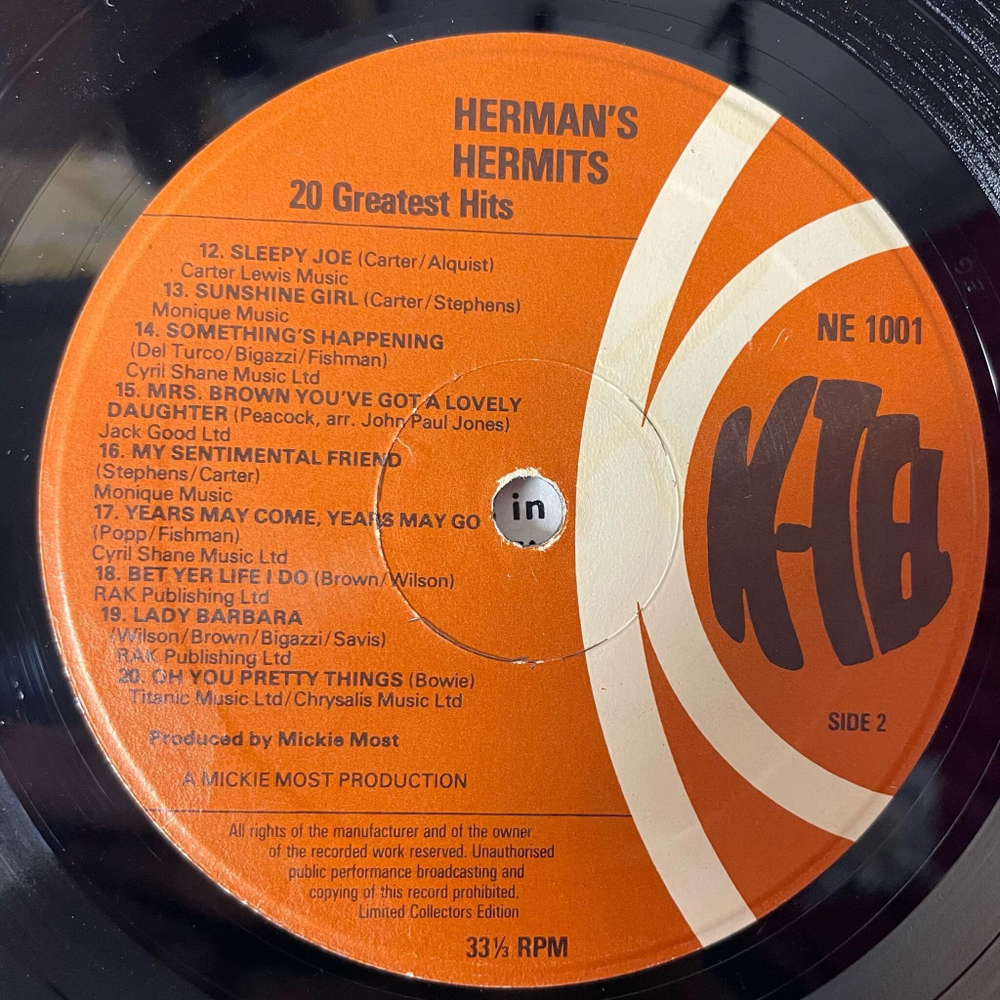 HERMAN'S
HERMITS
20 Greatest Hits
12. SLEEPY JOE (Carter/Alquist)
Carter Lewis Music
13. SUNSHINE GIRL (Carter/Stephens)
Monique Music
14. SOMETHING'S HAPPENING
(Del Turco/Bigazzi/Fishman)
Cyril Shane Music Ltd
15. MRS. BROWN YOU'VE GOT A LOVELY
DAUGHTER (Peacock, arr. John Paul Jones)
Jack Good Ltd
16. MY SENTIMENTAL FRIEND
(Stephens/Carter)
Monique Music
17. YEARS MAY COME, YEARS MAY GO
(Popp/Fishman)
Cyril Shane Music Ltd
18. BET YER LIFE I DO (Brown/Wilson)
RAK Publishing Ltd
19. LADY BARBARA
(Wilson/Brown/Bigazzi/Savis)
RAK Publishing Ltd
20. OH YOU PRETTY THINGS (Bowie)
Titanic Music Ltd/Chrysalis Music Ltd
Produced by Mickie Most
A MICKIE MOST PRODUCTION
All rights of the manufacturer and of the owner
of the recorded work reserved. Unauthorised
public performance broadcasting and
copying of this record prohibited.
Limited Collectors Edition
33⅓ RPM
in
NE 1001
SIDE 2